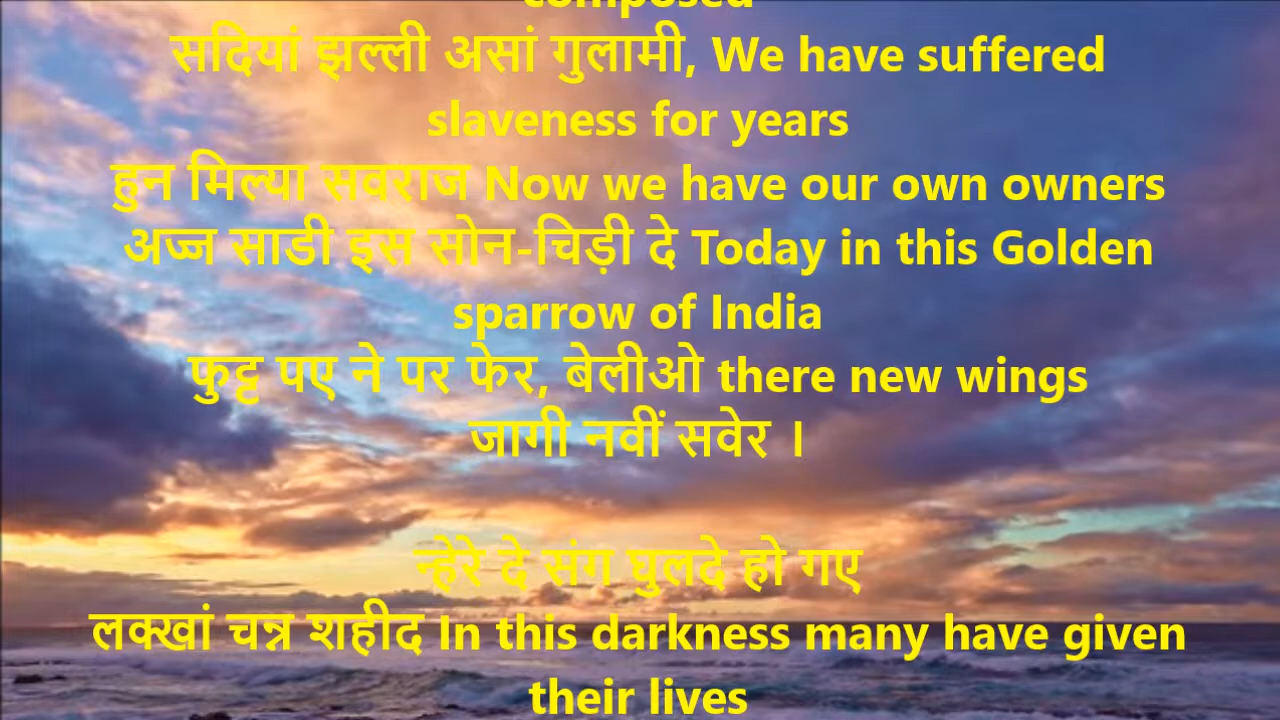 composed
सदियां झल्ली असां गुलामी, We have suffered
slaveness for years
हुन मिल्या सवराज Now we have our own owners
अज्ज साडी इस सोन-चिड़ी दे Today in this Golden
sparrow of India
फुट्ट पए ने पर फेर, बेलीओ there new wings
जागी नवीं सवेर ।
न्हेरे दे संग घुलदे हो गए
लक्खां चन्न शहीद In this darkness many have given
their lives